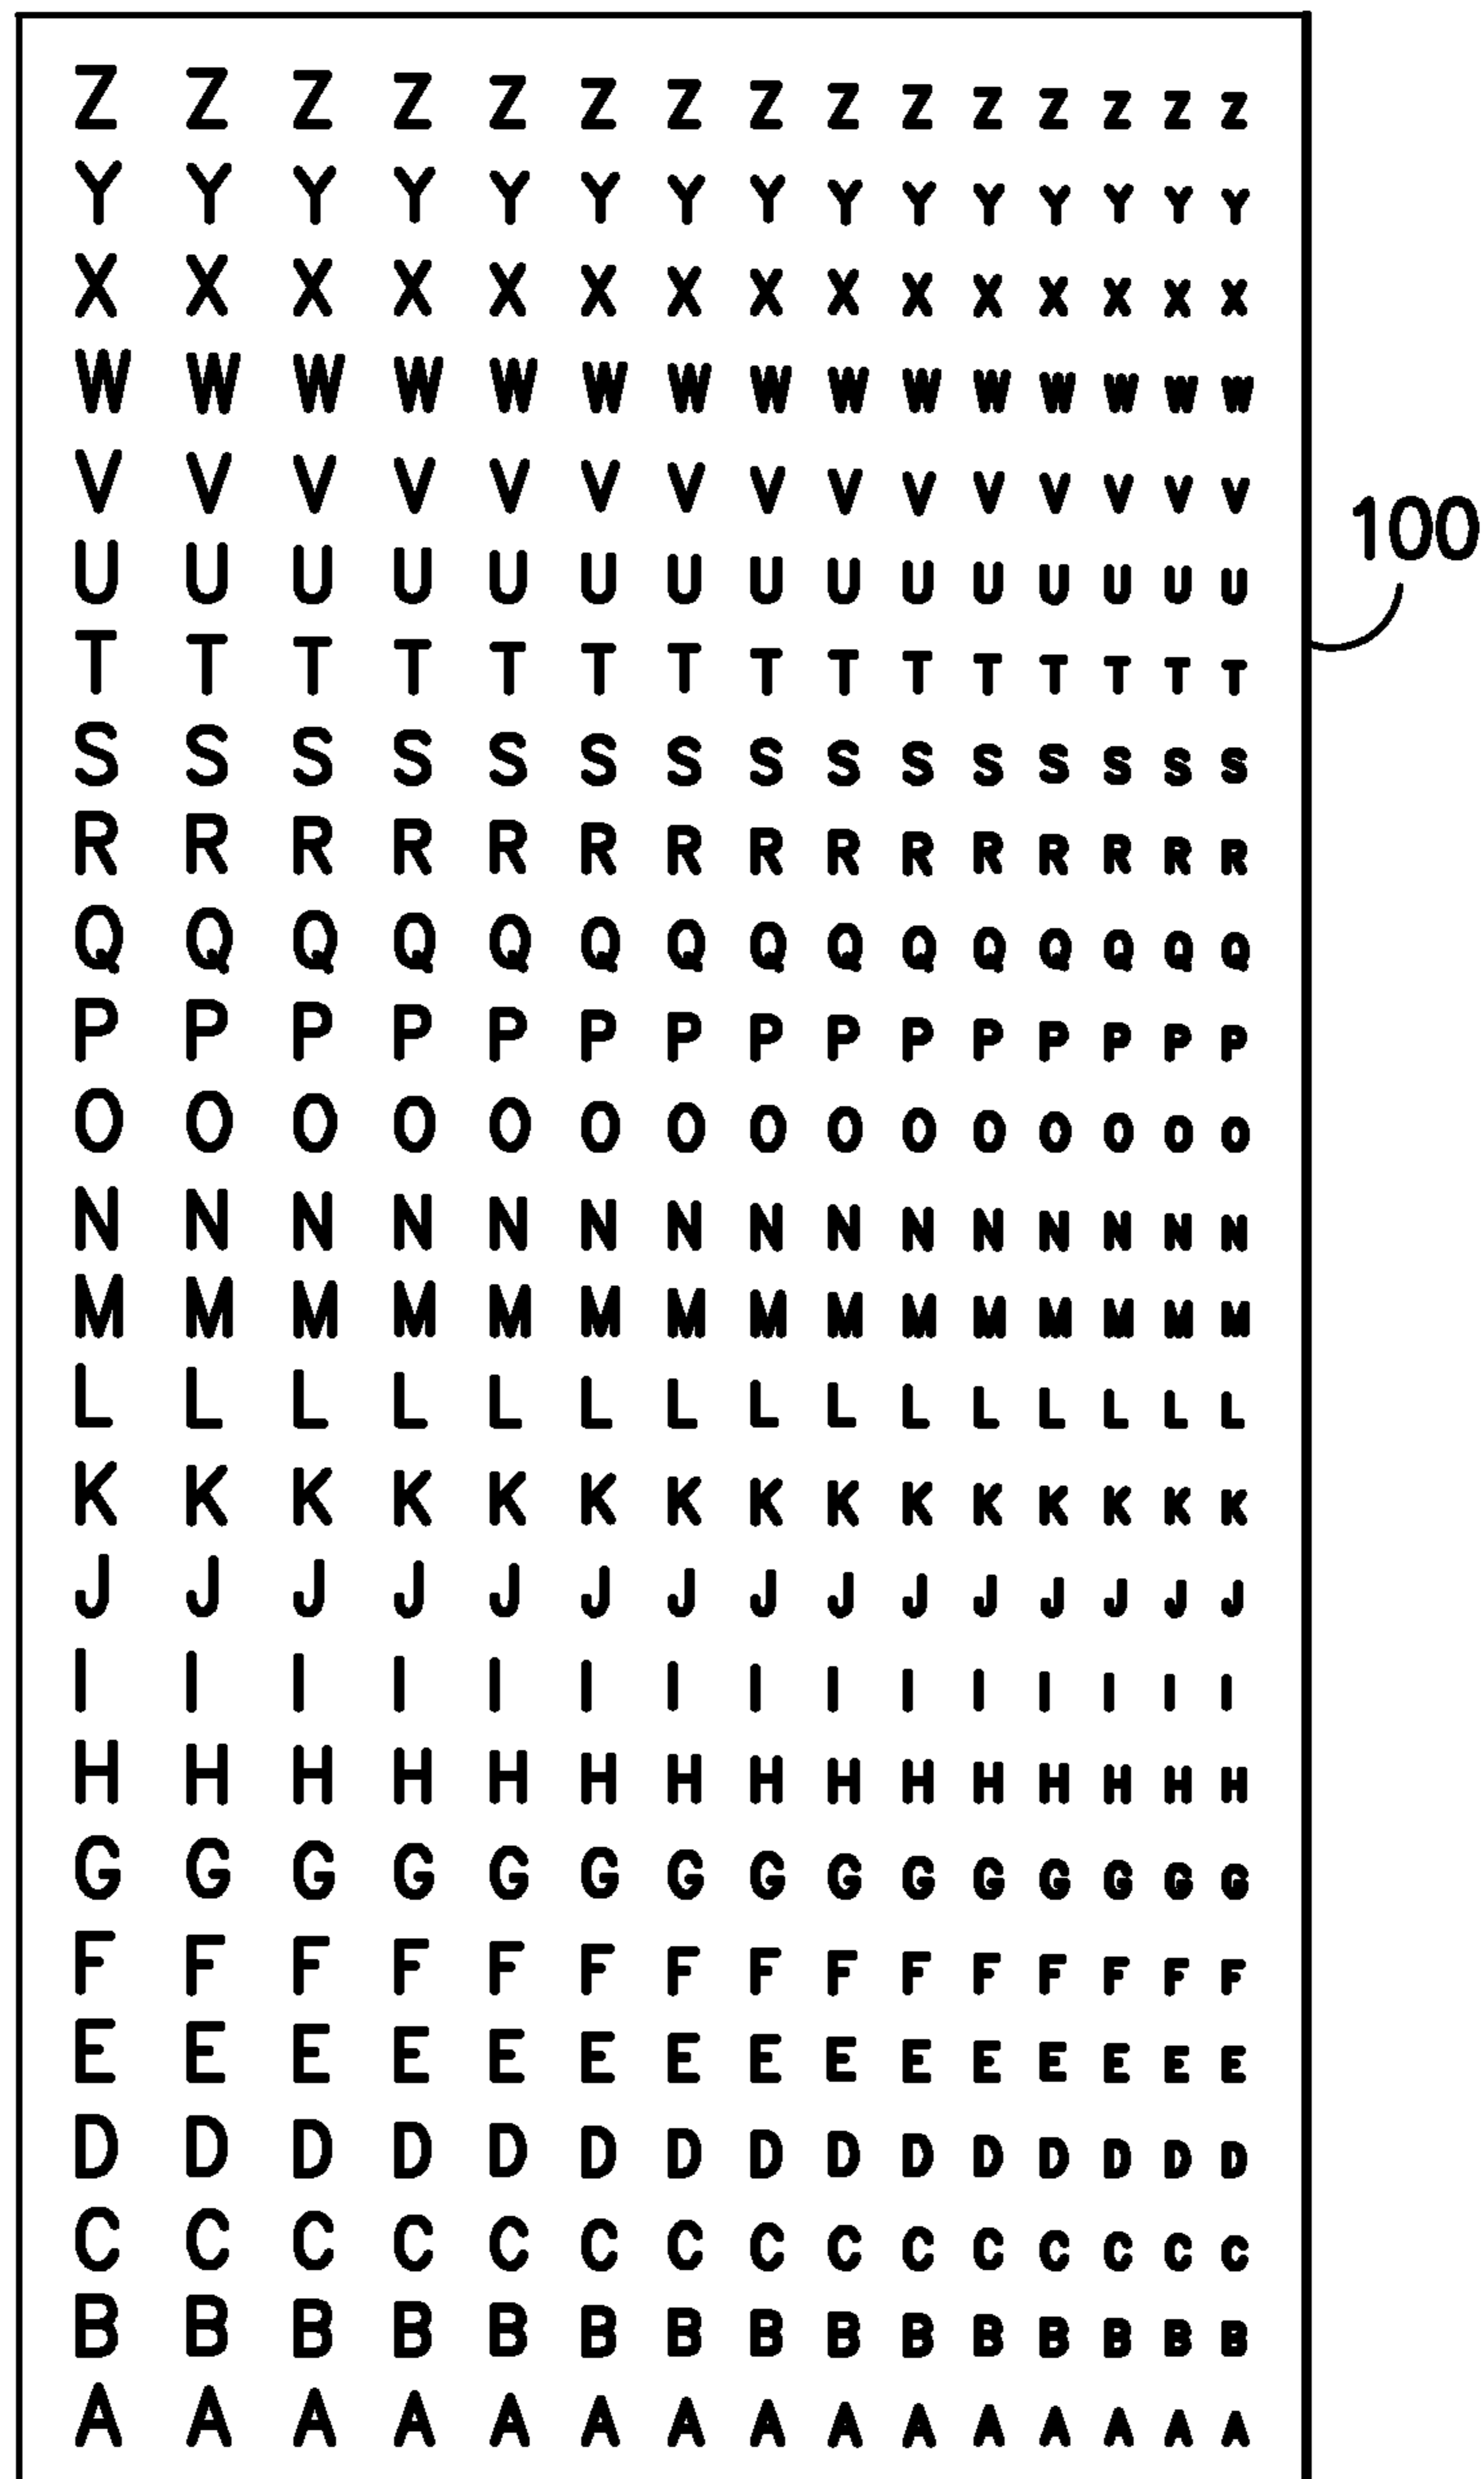 Z Z Z Z Z Z Z Z Z Z Z Z Z Z Z
Y Y Y Y Y Y Y Y Y Y Y Y Y Y Y
X X X X X X X X X X X X X X X
W W W W W W W W W W W W W W W
V V V V V V V V V V V V V V V
100
U U U U U U U U U U U U U U U
T T T T T T T T T T T T T T T
S S S S S S S S S S S S S S S
R R R R R R R R R R R R R R R
Q Q Q Q Q Q Q Q Q Q Q Q Q Q Q
P P P P P P P P P P P P P P P
O O O O O O O O O O O O O O O
N N N N N N N N N N N N N N N
M M M M M M M M M M M M M M M
L L L L L L L L L L L L L L L
K K K K K K K K K K K K K K K
J J J J J J J J J J J J J J J
I I I I I I I I I I I I I I I
H H H H H H H H H H H H H H H
G G G G G G G G G G G G G G G
F F F F F F F F F F F F F F F
E E E E E E E E E E E E E E E
D D D D D D D D D D D D D D D
C C C C C C C C C C C C C C C
B B B B B B B B B B B B B B B
A A A A A A A A A A A A A A A